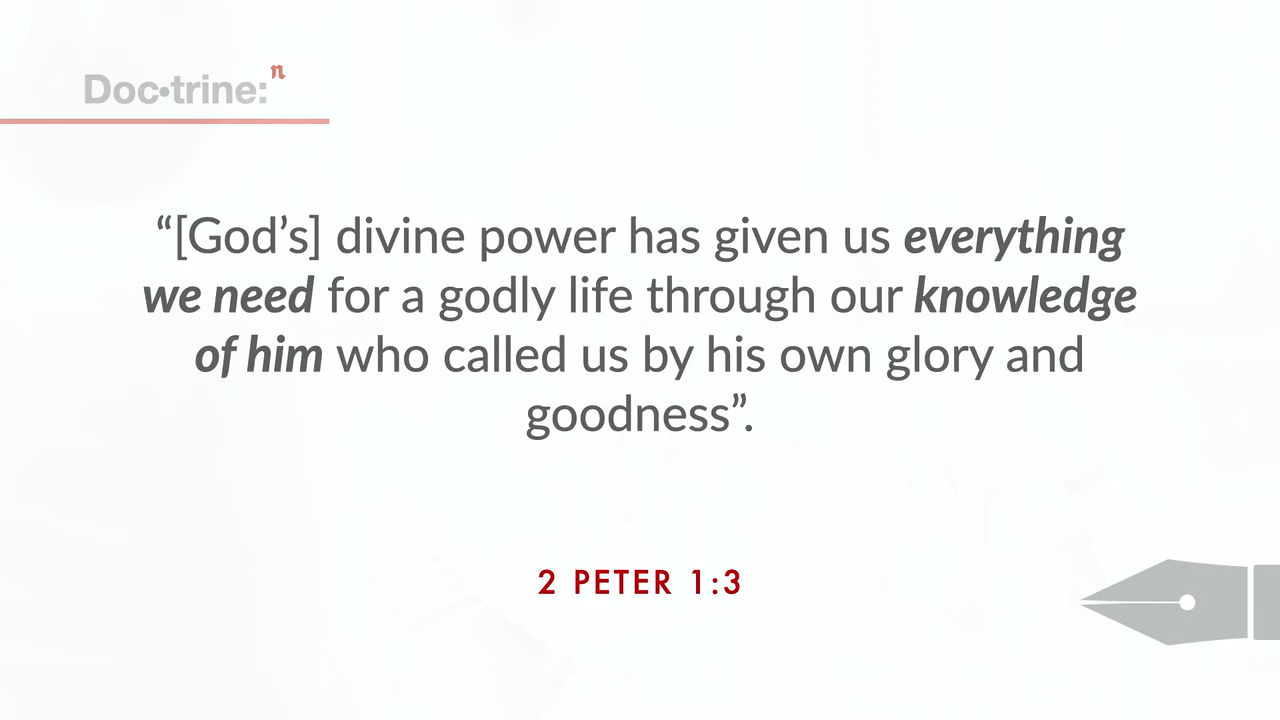 Doc•trine:n
“[God’s] divine power has given us everything
we need for a godly life through our knowledge
of him who called us by his own glory and
goodness”.
2 PETER 1:3